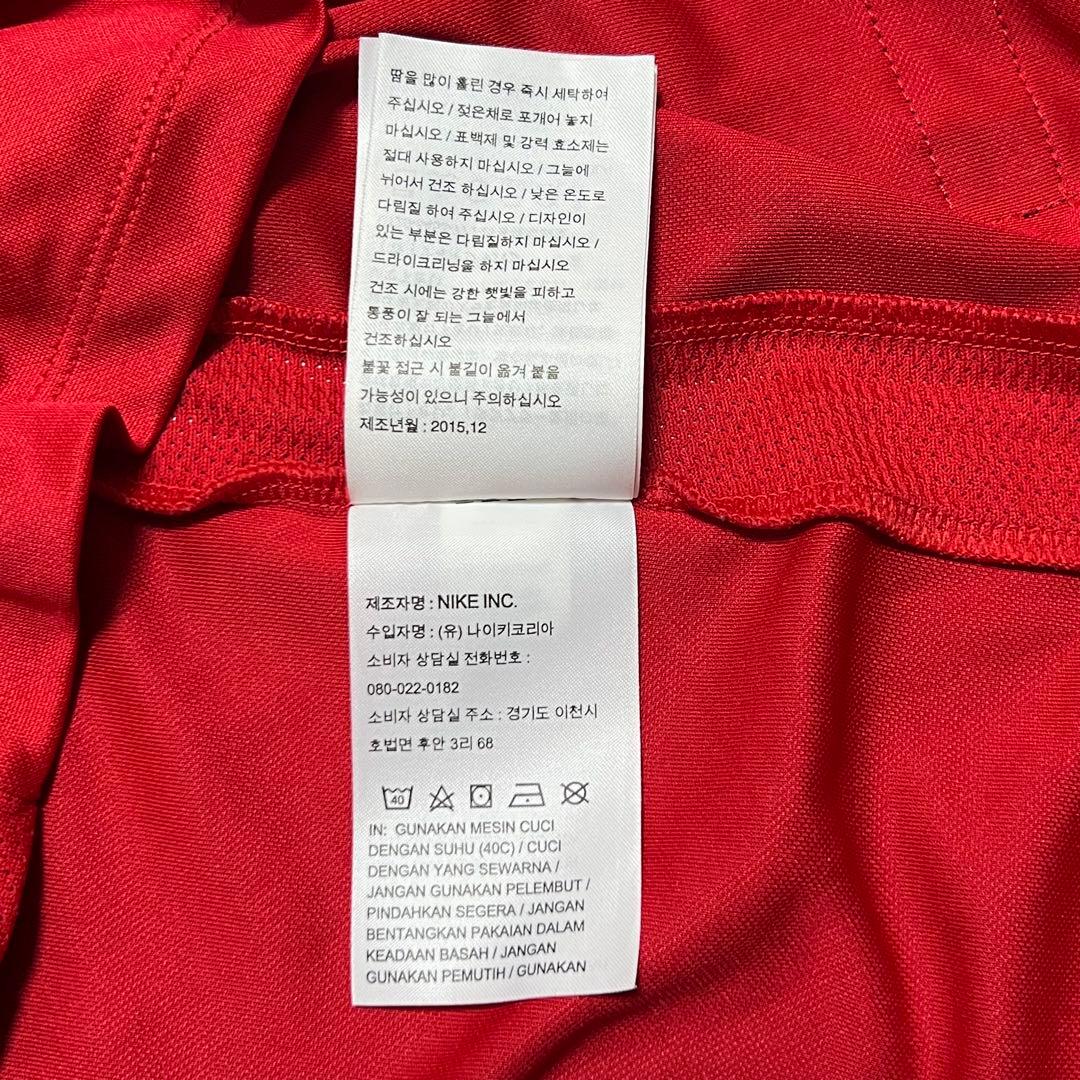 땀을 많이 흘린 경우 즉시 세탁하여
주십시오 / 젖은채로 포개어 놓지
마십시오 / 표백제 및 강력 효소제는
절대 사용하지 마십시오 / 그늘에
뉘어서 건조 하십시오 / 낮은 온도로
다림질 하여 주십시오 / 디자인이
있는 부분은 다림질하지 마십시오 /
드라이크리닝을 하지 마십시오
건조 시에는 강한 햇빛을 피하고
통풍이 잘 되는 그늘에서
건조하십시오
불꽃 접근 시 불길이 옮겨 붙음
가능성이 있으니 주의하십시오
제조년월 : 2015,12
제조자명 : NIKE INC.
수입자명 : (유) 나이키코리아
소비자 상담실 전화번호 :
080-022-0182
소비자 상담실 주소 : 경기도 이천시
호법면 후안 3리 68
40
IN: GUNAKAN MESIN CUCI
DENGAN SUHU (40C) / CUCI
DENGAN YANG SEWARNA /
JANGAN GUNAKAN PELEMBUT /
PINDAHKAN SEGERA / JANGAN
BENTANGKAN PAKAIAN DALAM
KEADAAN BASAH / JANGAN
GUNAKAN PEMUTIH / GUNAKAN